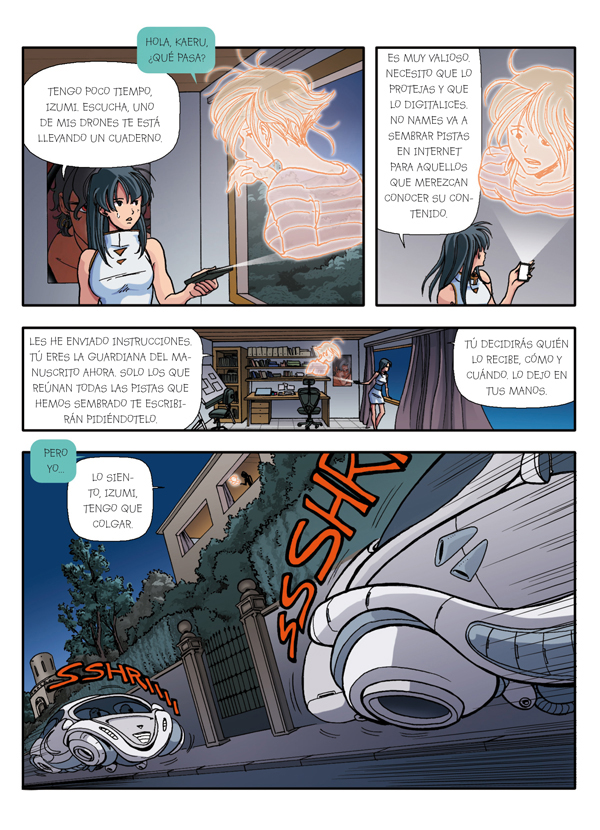 HOLA, KAERU,
¿QUÉ PASA?
TENGO POCO TIEMPO,
IZUMI. ESCUCHA, UNO
DE MIS DRONES TE ESTÁ
LLEVANDO UN CUADERNO.
ES MUY VALIOSO.
NECESITO QUE LO
PROTEJAS Y QUE
LO DIGITALICES.
NO NAMES VA A
SEMBRAR PISTAS
EN INTERNET
PARA AQUELLOS
QUE MEREZCAN
CONOCER SU CON-
TENIDO.
LES HE ENVIADO INSTRUCCIONES.
TÚ ERES LA GUARDIANA DEL MA-
NUSCRITO AHORA. SOLO LOS QUE
REÚNAN TODAS LAS PISTAS QUE
HEMOS SEMBRADO TE ESCRIBI-
RÁN PIDIÉNDOTELO.
TÚ DECIDIRÁS QUIÉN
LO RECIBE, CÓMO Y
CUÁNDO. LO DEJO EN
TUS MANOS.
PERO
YO...
LO SIEN-
TO, IZUMI,
TENGO QUE
COLGAR.
SSHRIIII
SSSHRI